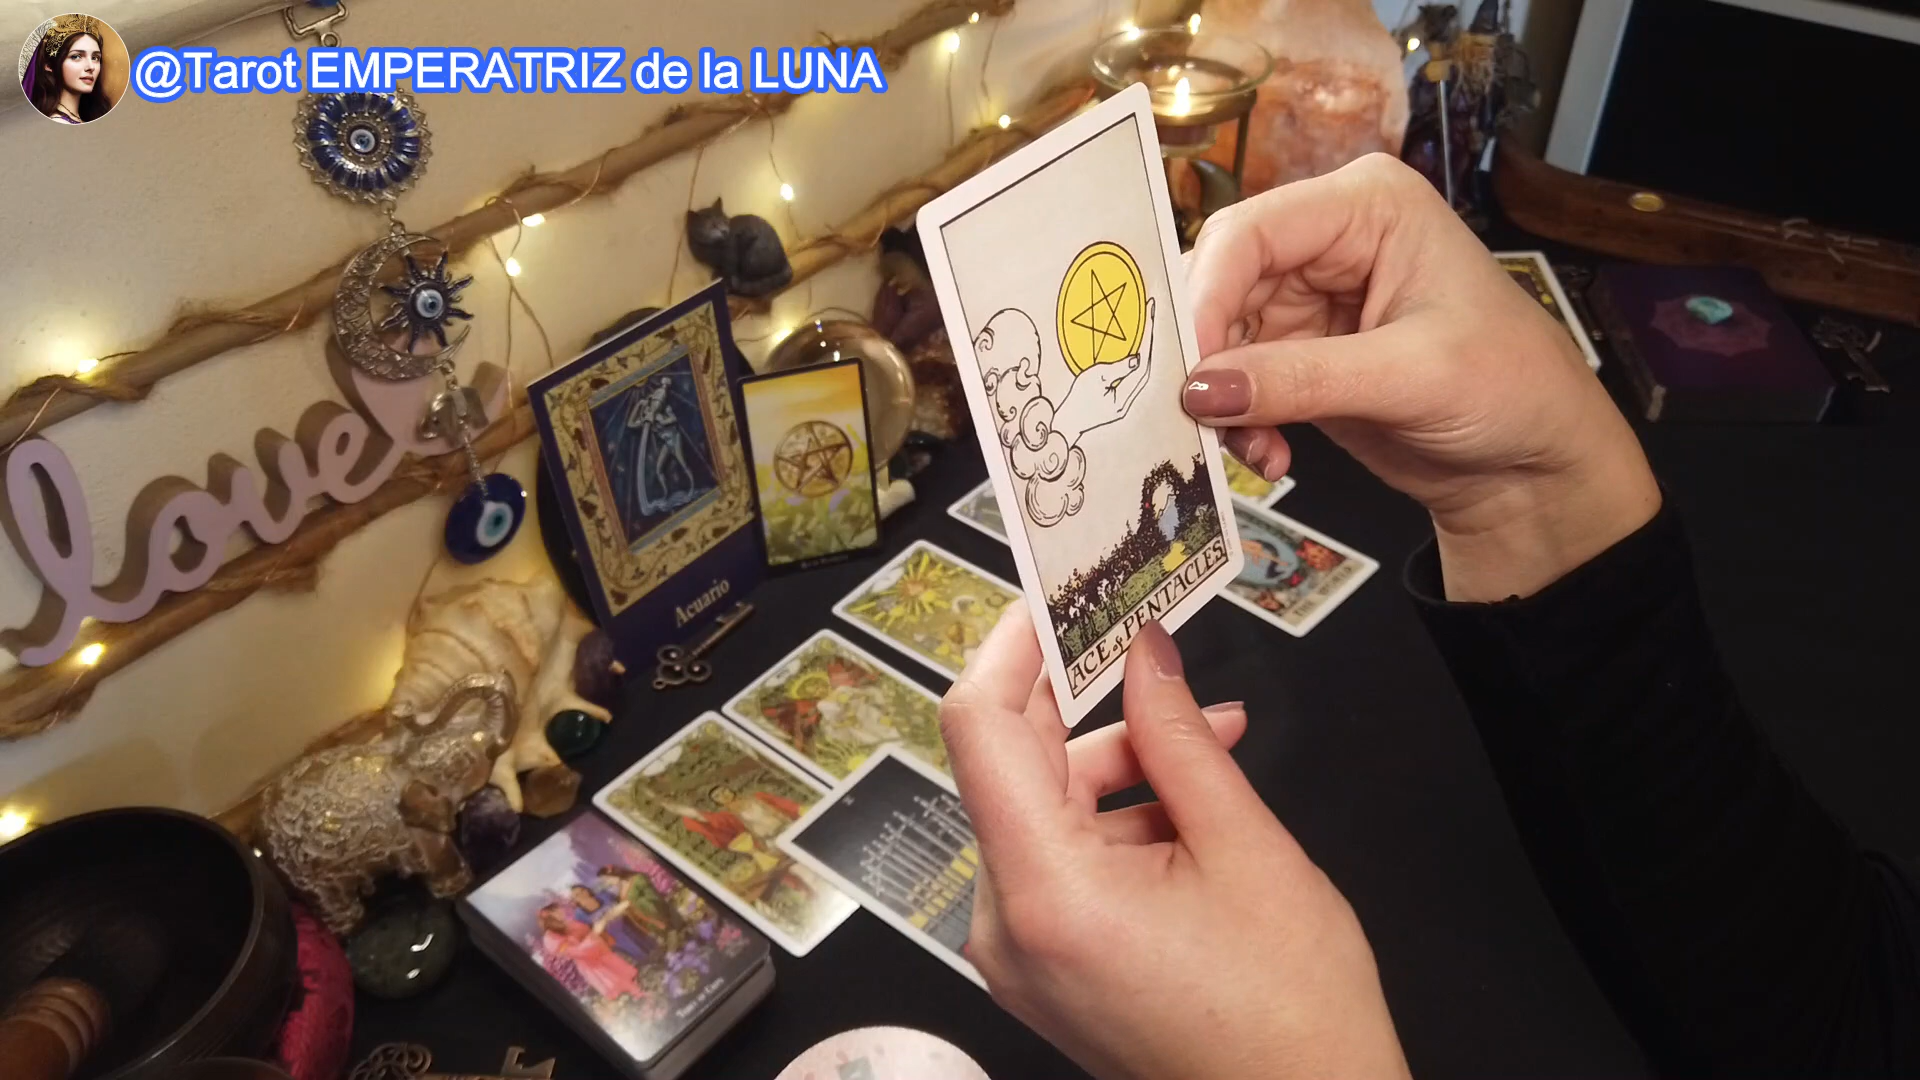 @Tarot EMPERATRIZ de la LUNA
love
Acuario
ACE of PENTACLES
THE WORLD.